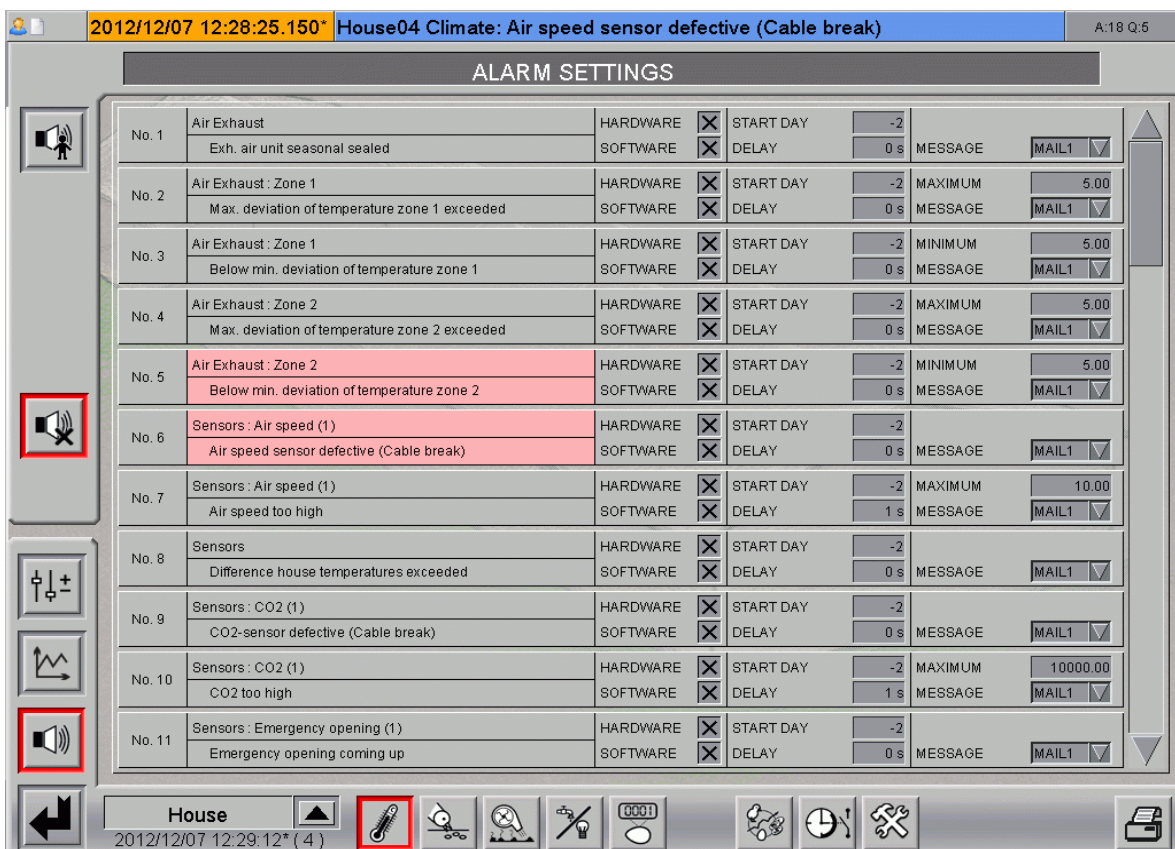 2012/12/07 12:28:25.150* House04 Climate: Air speed sensor defective (Cable break) A:18 Q:5
ALARM SETTINGS
No. 1 Air Exhaust HARDWARE START DAY -2
Exh. air unit seasonal sealed SOFTWARE DELAY 0 s MESSAGE MAIL1
No. 2 Air Exhaust : Zone 1 HARDWARE START DAY -2 MAXIMUM 5.00
Max. deviation of temperature zone 1 exceeded SOFTWARE DELAY 0 s MESSAGE MAIL1
No. 3 Air Exhaust : Zone 1 HARDWARE START DAY -2 MINIMUM 5.00
Below min. deviation of temperature zone 1 SOFTWARE DELAY 0 s MESSAGE MAIL1
No. 4 Air Exhaust : Zone 2 HARDWARE START DAY -2 MAXIMUM 5.00
Max. deviation of temperature zone 2 exceeded SOFTWARE DELAY 0 s MESSAGE MAIL1
No. 5 Air Exhaust : Zone 2 HARDWARE START DAY -2 MINIMUM 5.00
Below min. deviation of temperature zone 2 SOFTWARE DELAY 0 s MESSAGE MAIL1
No. 6 Sensors : Air speed (1) HARDWARE START DAY -2
Air speed sensor defective (Cable break) SOFTWARE DELAY 0 s MESSAGE MAIL1
No. 7 Sensors : Air speed (1) HARDWARE START DAY -2 MAXIMUM 10.00
Air speed too high SOFTWARE DELAY 1 s MESSAGE MAIL1
No. 8 Sensors HARDWARE START DAY -2
Difference house temperatures exceeded SOFTWARE DELAY 0 s MESSAGE MAIL1
No. 9 Sensors : CO2 (1) HARDWARE START DAY -2
CO2-sensor defective (Cable break) SOFTWARE DELAY 0 s MESSAGE MAIL1
No. 10 Sensors : CO2 (1) HARDWARE START DAY -2 MAXIMUM 10000.00
CO2 too high SOFTWARE DELAY 1 s MESSAGE MAIL1
No. 11 Sensors : Emergency opening (1) HARDWARE START DAY -2
Emergency opening coming up SOFTWARE DELAY 0 s MESSAGE MAIL1
House
2012/12/07 12:29:12* ( 4 )
0001